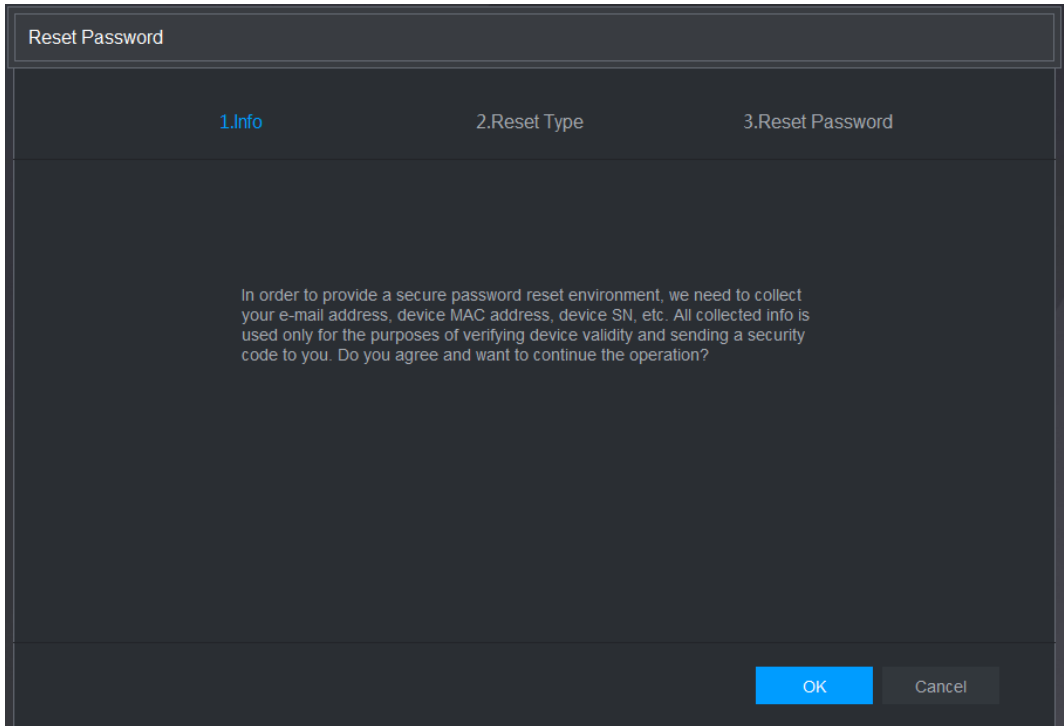 Reset Password
1.Info
2.Reset Type
3.Reset Password
In order to provide a secure password reset environment, we need to collect
your e-mail address, device MAC address, device SN, etc. All collected info is
used only for the purposes of verifying device validity and sending a security
code to you. Do you agree and want to continue the operation?
OK
Cancel